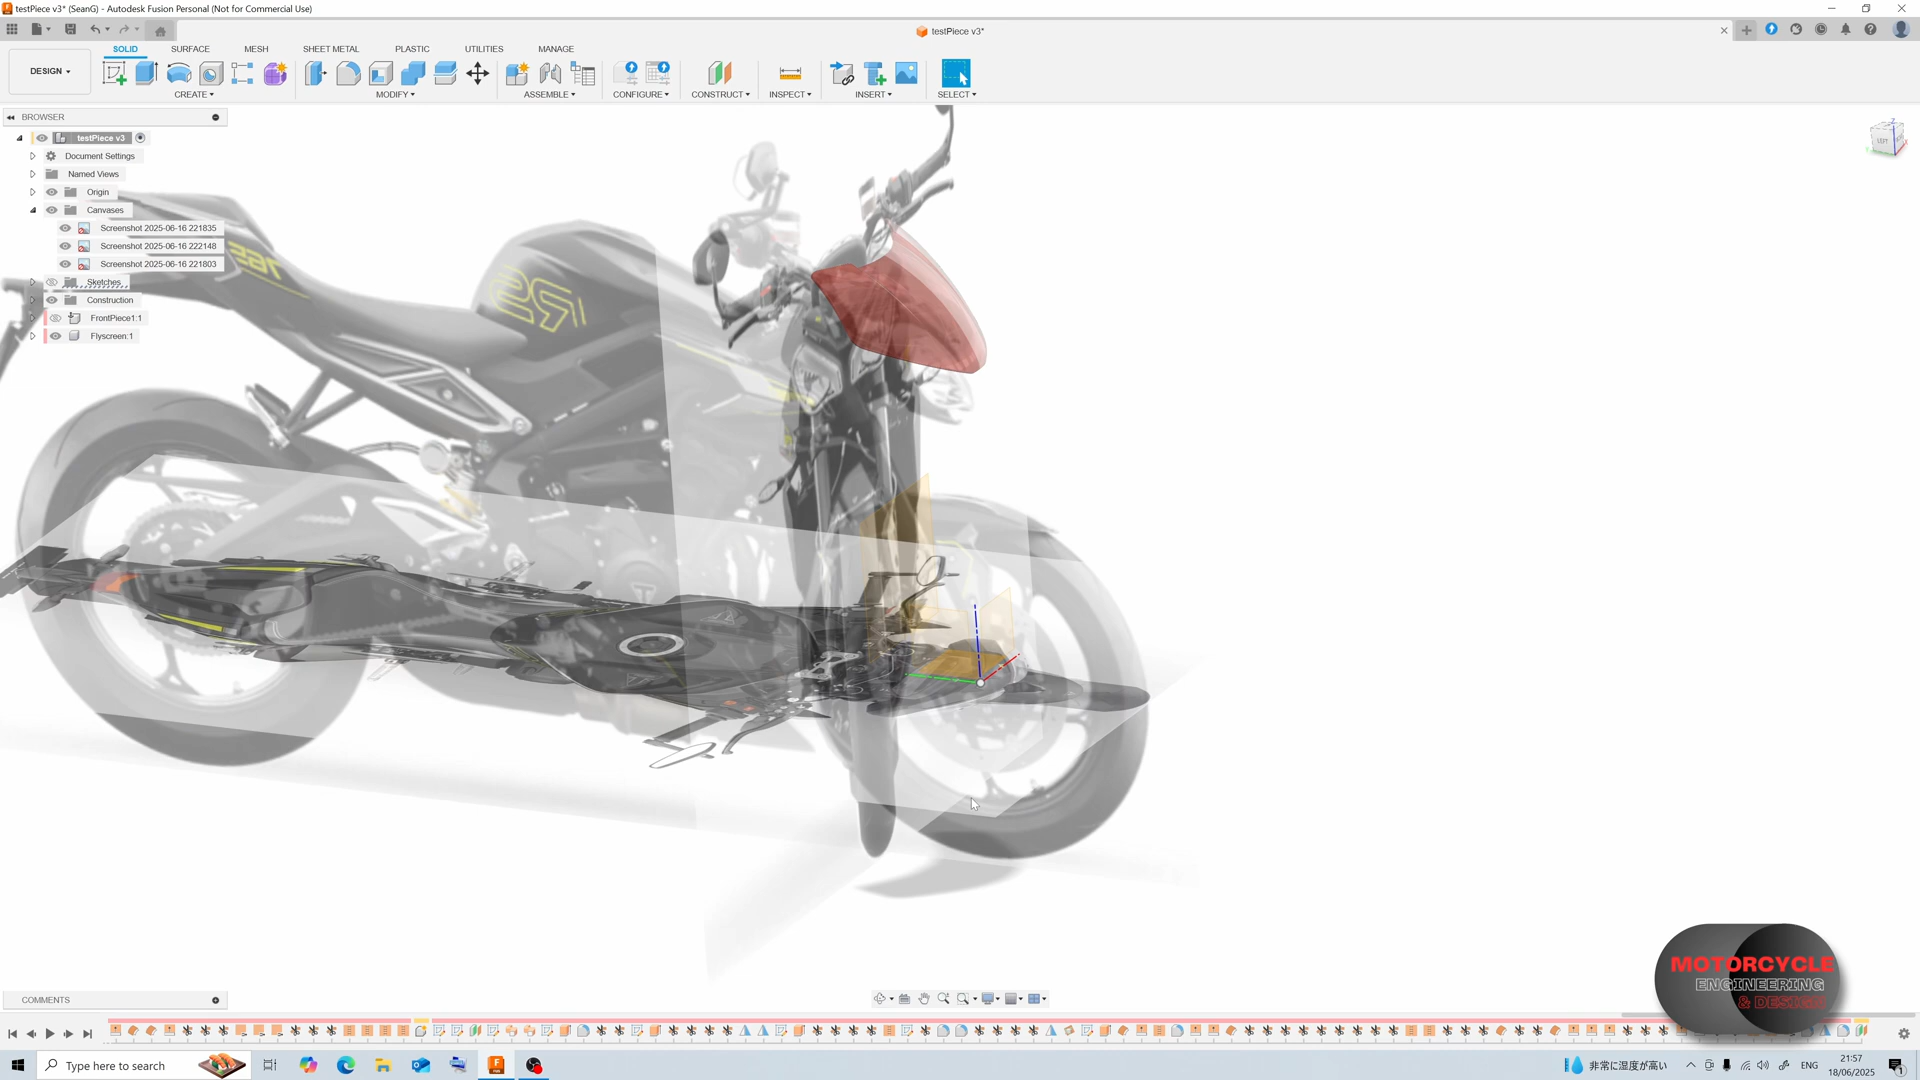 testPiece v3* (SeanG) - Autodesk Fusion Personal (Not for Commercial Use)
testPiece v3*
SOLID SURFACE MESH SHEET METAL PLASTIC UTILITIES MANAGE
DESIGN
CREATE MODIFY ASSEMBLE CONFIGURE CONSTRUCT INSPECT INSERT SELECT
BROWSER
testPiece v3
Document Settings
Named Views
Origin
Canvases
Screenshot 2025-06-16 221835
Screenshot 2025-06-16 222148
Screenshot 2025-06-16 221803
Sketches
Construction
FrontPiece1:1
Flyscreen:1
Z
LEFT
765
MOTORCYCLE
ENGINEERING
& DESIGN
COMMENTS
Type here to search
非常に湿度が高い
ENG
21:57
18/06/2025
1